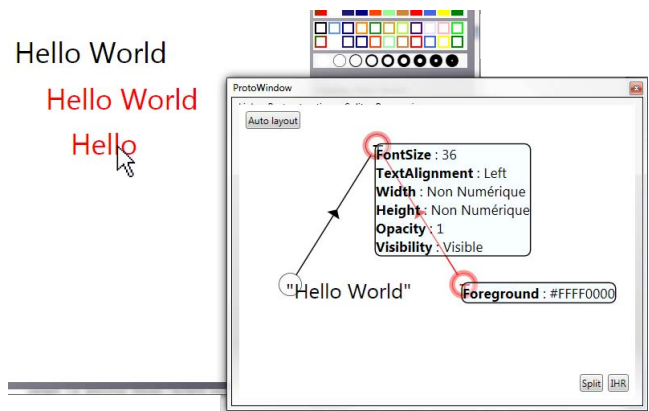 Hello World
Hello World
Hello
ProtoWindow
Auto layout
FontSize : 36
TextAlignment : Left
Width : Non Numérique
Height : Non Numérique
Opacity : 1
Visibility : Visible
"Hello World"
Foreground : #FFFF0000
Split
IHR